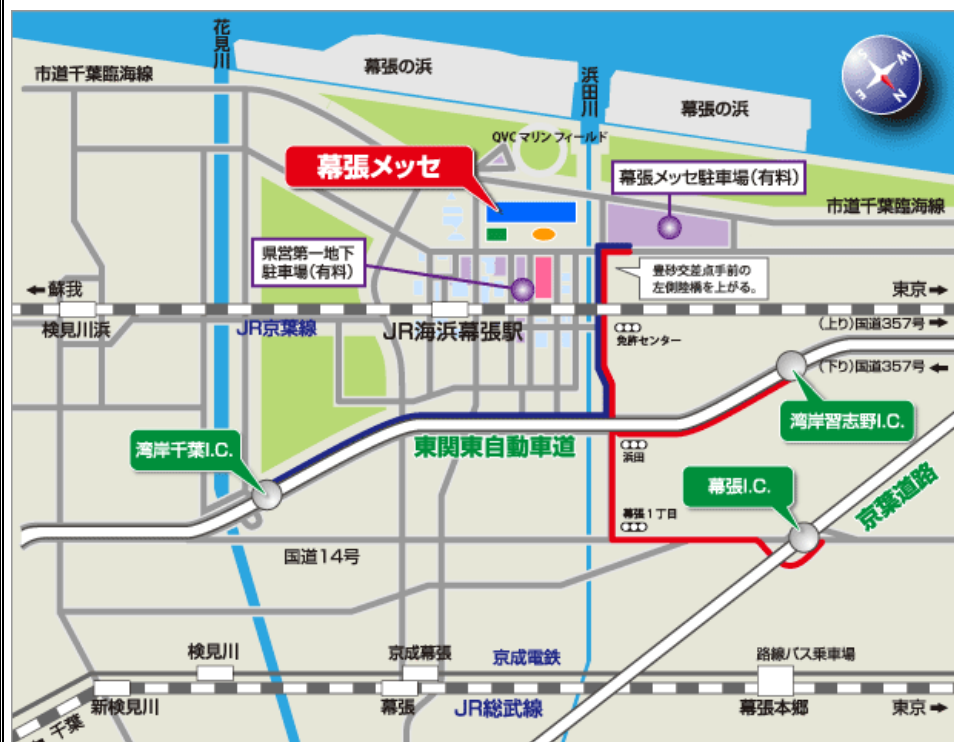 花見川
幕張の浜
浜田川
幕張の浜
W
S
N
E
市道千葉臨海線
QVC マリン フィールド
幕張メッセ
幕張メッセ駐車場(有料)
市道千葉臨海線
県営第一地下
駐車場(有料)
豊砂交差点手前の
左側陸橋を上がる。
←蘇我
東京→
検見川浜
JR京葉線
JR海浜幕張駅
(上り)国道357号→
免許センター
(下り)国道357号←
湾岸習志野I.C.
湾岸千葉I.C.
東関東自動車道
浜田
幕張I.C.
京葉道路
幕張1丁目
国道14号
検見川
京成幕張
京成電鉄
路線バス乗車場
新検見川
幕張
JR総武線
幕張本郷
東京→
千葉